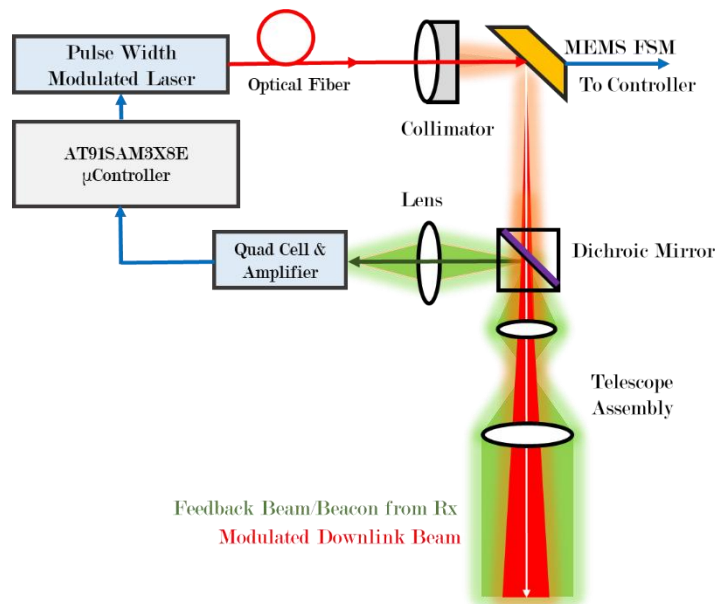 Pulse Width
Modulated Laser
Optical Fiber
Collimator
MEMS FSM
To Controller
AT91SAM3X8E
µController
Lens
Quad Cell &
Amplifier
Dichroic Mirror
Telescope
Assembly
Feedback Beam/Beacon from Rx
Modulated Downlink Beam